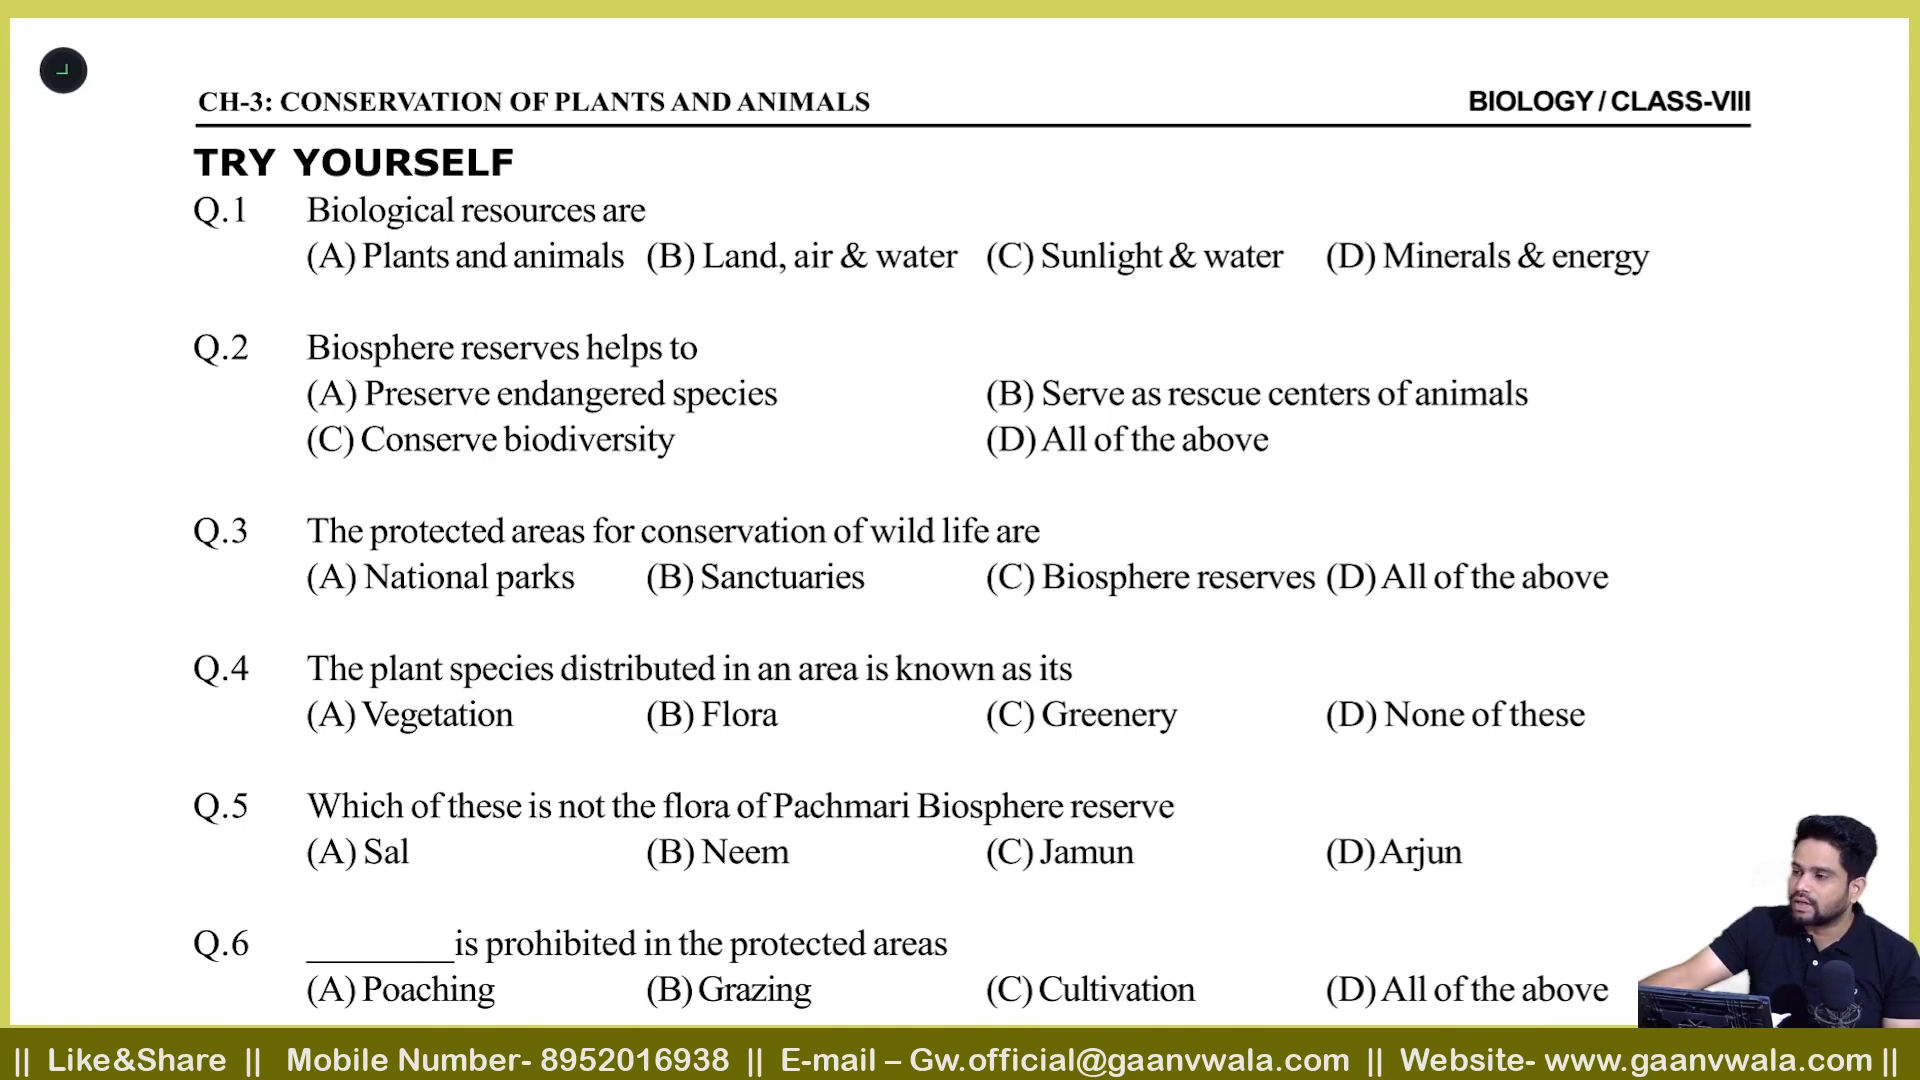 CH-3: CONSERVATION OF PLANTS AND ANIMALS BIOLOGY / CLASS-VIII
TRY YOURSELF
Q.1 Biological resources are
(A) Plants and animals (B) Land, air & water (C) Sunlight & water (D) Minerals & energy
Q.2 Biosphere reserves helps to
(A) Preserve endangered species (B) Serve as rescue centers of animals
(C) Conserve biodiversity (D) All of the above
Q.3 The protected areas for conservation of wild life are
(A) National parks (B) Sanctuaries (C) Biosphere reserves (D) All of the above
Q.4 The plant species distributed in an area is known as its
(A) Vegetation (B) Flora (C) Greenery (D) None of these
Q.5 Which of these is not the flora of Pachmari Biosphere reserve
(A) Sal (B) Neem (C) Jamun (D) Arjun
Q.6 ________is prohibited in the protected areas
(A) Poaching (B) Grazing (C) Cultivation (D) All of the above
|| Like&Share || Mobile Number- 8952016938 || E-mail – Gw.official@gaanvwala.com || Website- www.gaanvwala.com ||